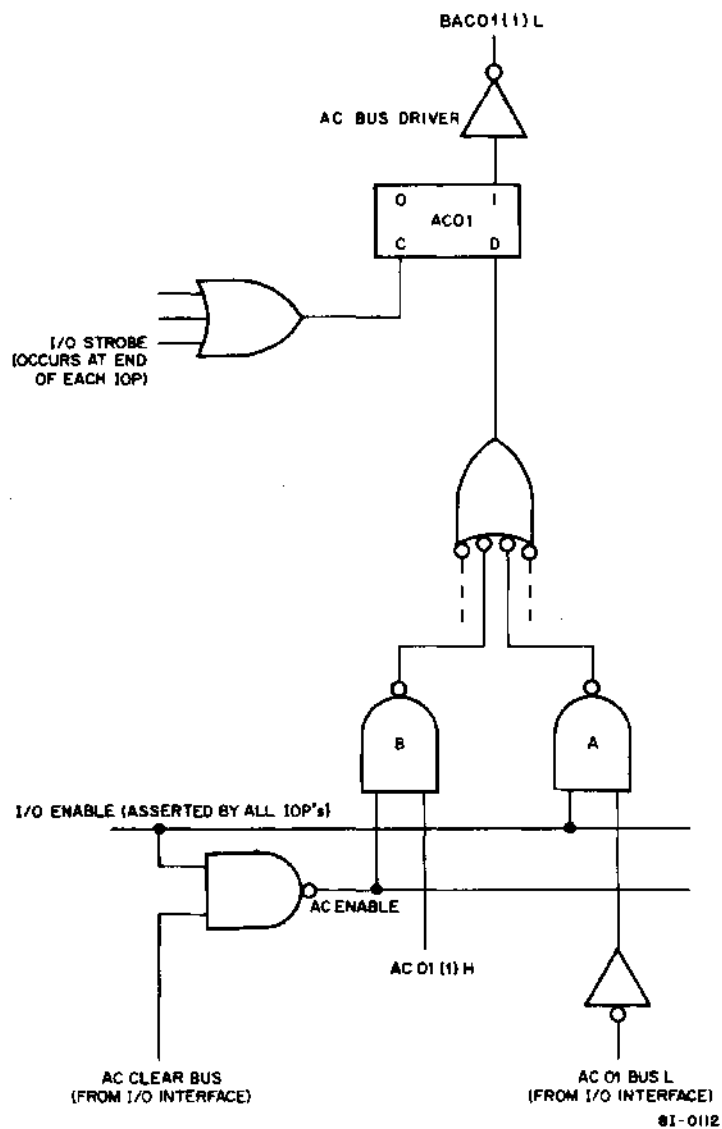 BAC01(1) L
AC BUS DRIVER
0 1
AC01
C D
I/O STROBE
(OCCURS AT END
OF EACH IOP)
B
A
I/O ENABLE (ASSERTED BY ALL IOP's)
AC ENABLE
AC 01 (1) H
AC CLEAR BUS
(FROM I/O INTERFACE)
AC 01 BUS L
(FROM I/O INTERFACE)
8I-0112